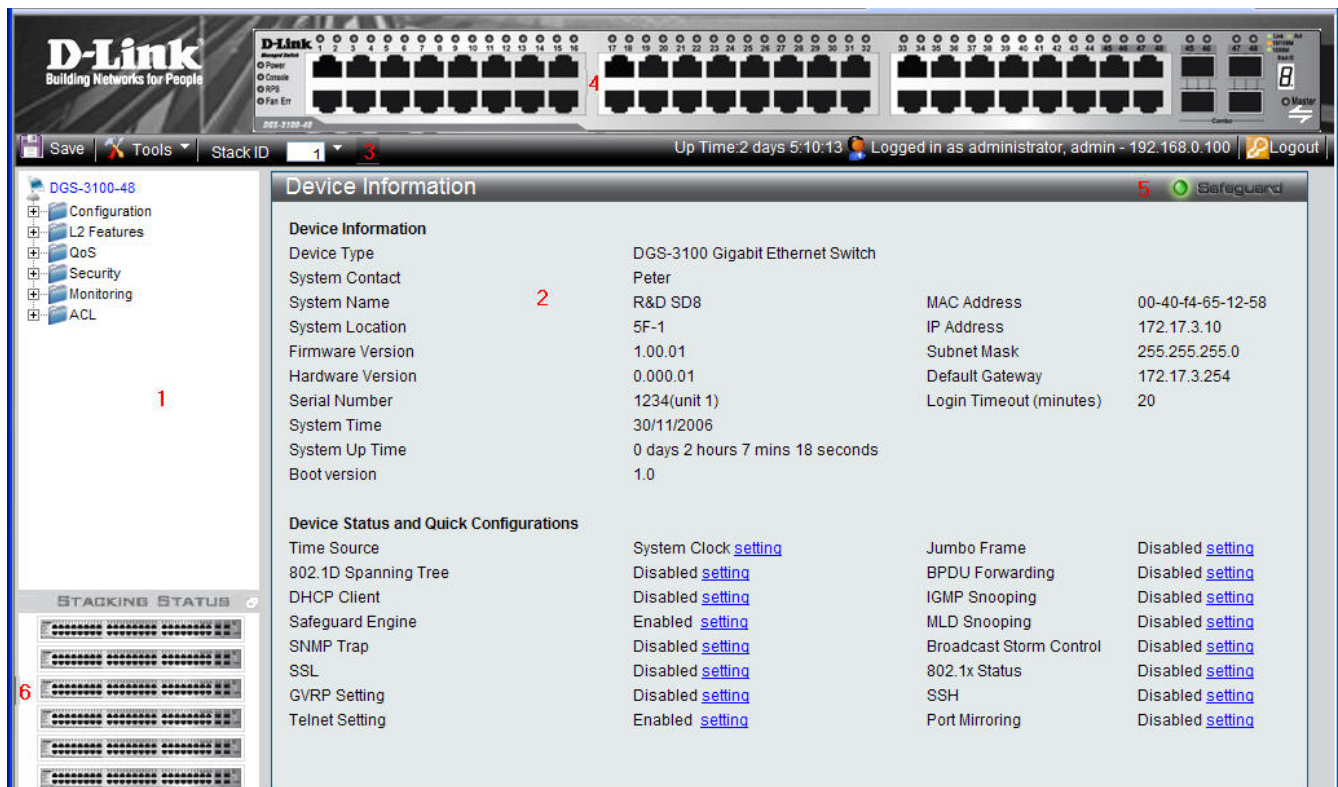 D-Link
Building Networks for People
D-Link
Managed Switch
Power
Console
RPS
Fan Err
DGS-3100-48
1 2 3 4 5 6 7 8 9 10 11 12 13 14 15 16
17 18 19 20 21 22 23 24 25 26 27 28 29 30 31 32
33 34 35 36 37 38 39 40 41 42 43 44 45 46 47 48
45 46 47 48
4
Combo
Master
Save Tools Stack ID 1 3
Up Time:2 days 5:10:13 Logged in as administrator, admin - 192.168.0.100 Logout
DGS-3100-48
Configuration
L2 Features
QoS
Security
Monitoring
ACL
1
STACKING STATUS
6
Device Information
5 Safeguard
Device Information
Device Type DGS-3100 Gigabit Ethernet Switch
System Contact Peter
2
System Name R&D SD8 MAC Address 00-40-f4-65-12-58
System Location 5F-1 IP Address 172.17.3.10
Firmware Version 1.00.01 Subnet Mask 255.255.255.0
Hardware Version 0.000.01 Default Gateway 172.17.3.254
Serial Number 1234(unit 1) Login Timeout (minutes) 20
System Time 30/11/2006
System Up Time 0 days 2 hours 7 mins 18 seconds
Boot version 1.0
Device Status and Quick Configurations
Time Source System Clock setting Jumbo Frame Disabled setting
802.1D Spanning Tree Disabled setting BPDU Forwarding Disabled setting
DHCP Client Disabled setting IGMP Snooping Disabled setting
Safeguard Engine Enabled setting MLD Snooping Disabled setting
SNMP Trap Disabled setting Broadcast Storm Control Disabled setting
SSL Disabled setting 802.1x Status Disabled setting
GVRP Setting Disabled setting SSH Disabled setting
Telnet Setting Enabled setting Port Mirroring Disabled setting